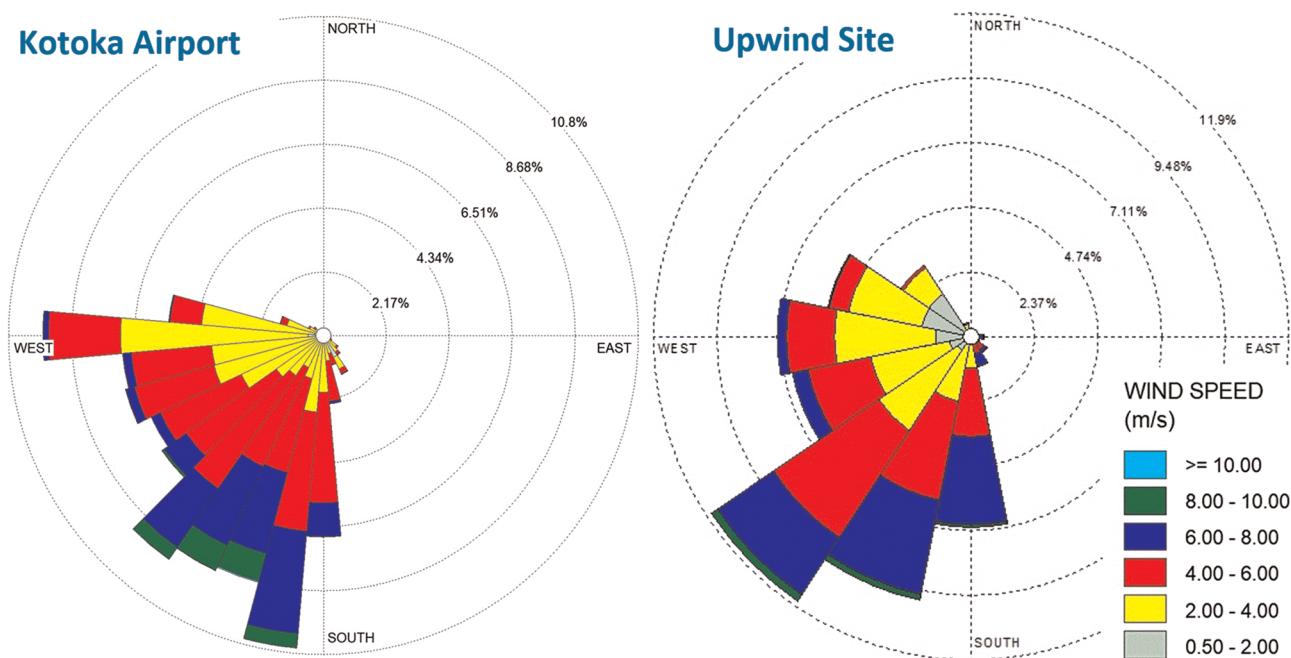 Kotoka Airport
NORTH
10.8%
8.68%
6.51%
4.34%
2.17%
WEST
EAST
SOUTH
Upwind Site
NORTH
11.9%
9.48%
7.11%
4.74%
2.37%
WEST
EAST
SOUTH
WIND SPEED
(m/s)
>= 10.00
8.00 - 10.00
6.00 - 8.00
4.00 - 6.00
2.00 - 4.00
0.50 - 2.00